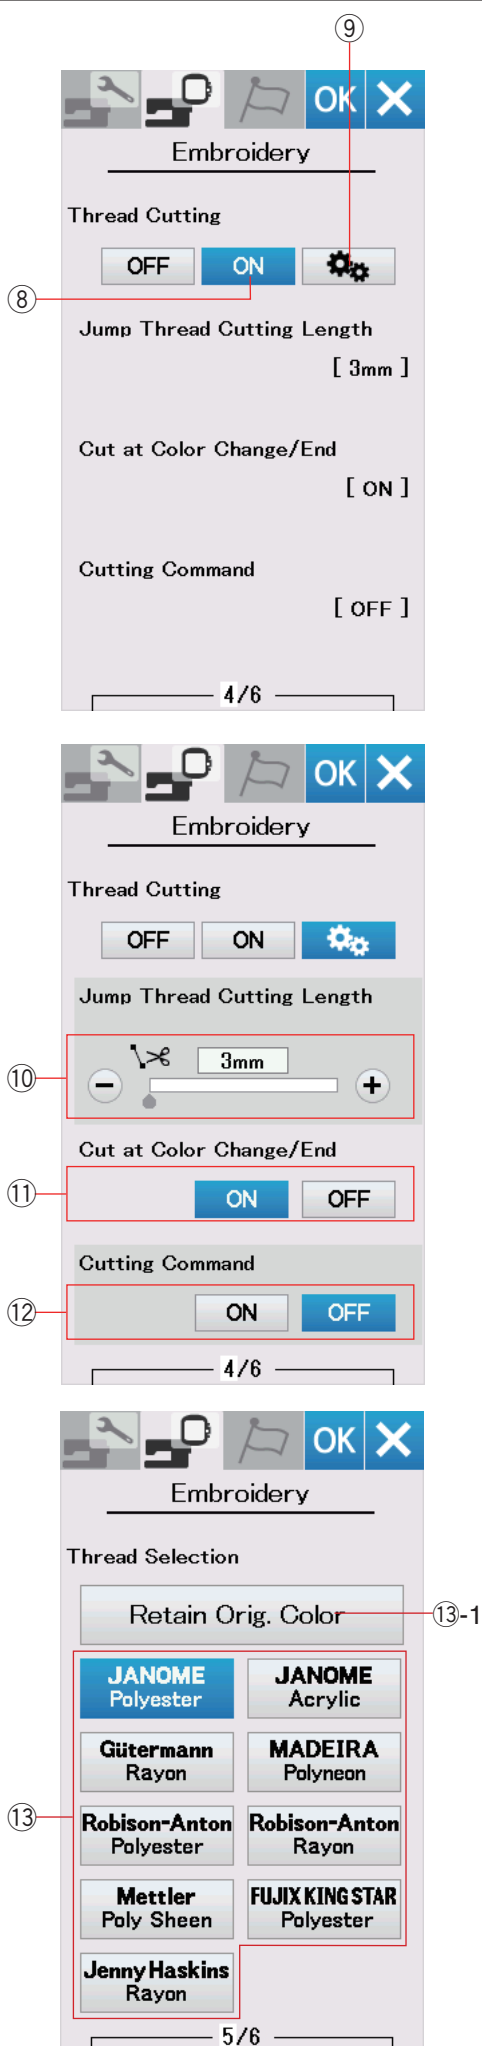 ⑨
OK
Embroidery
Thread Cutting
OFF ON
⑧
Jump Thread Cutting Length
[ 3mm ]
Cut at Color Change/End
[ ON ]
Cutting Command
[ OFF ]
4/6
OK
Embroidery
Thread Cutting
OFF ON
Jump Thread Cutting Length
3mm
⑩ − +
Cut at Color Change/End
⑪ ON OFF
Cutting Command
⑫ ON OFF
4/6
OK
Embroidery
Thread Selection
Retain Orig. Color ⑬-1
JANOME JANOME
Polyester Acrylic
Gütermann MADEIRA
Rayon Polyneon
⑬ Robison-Anton Robison-Anton
Polyester Rayon
Mettler FUJIX KING STAR
Poly Sheen Polyester
Jenny Haskins
Rayon
5/6